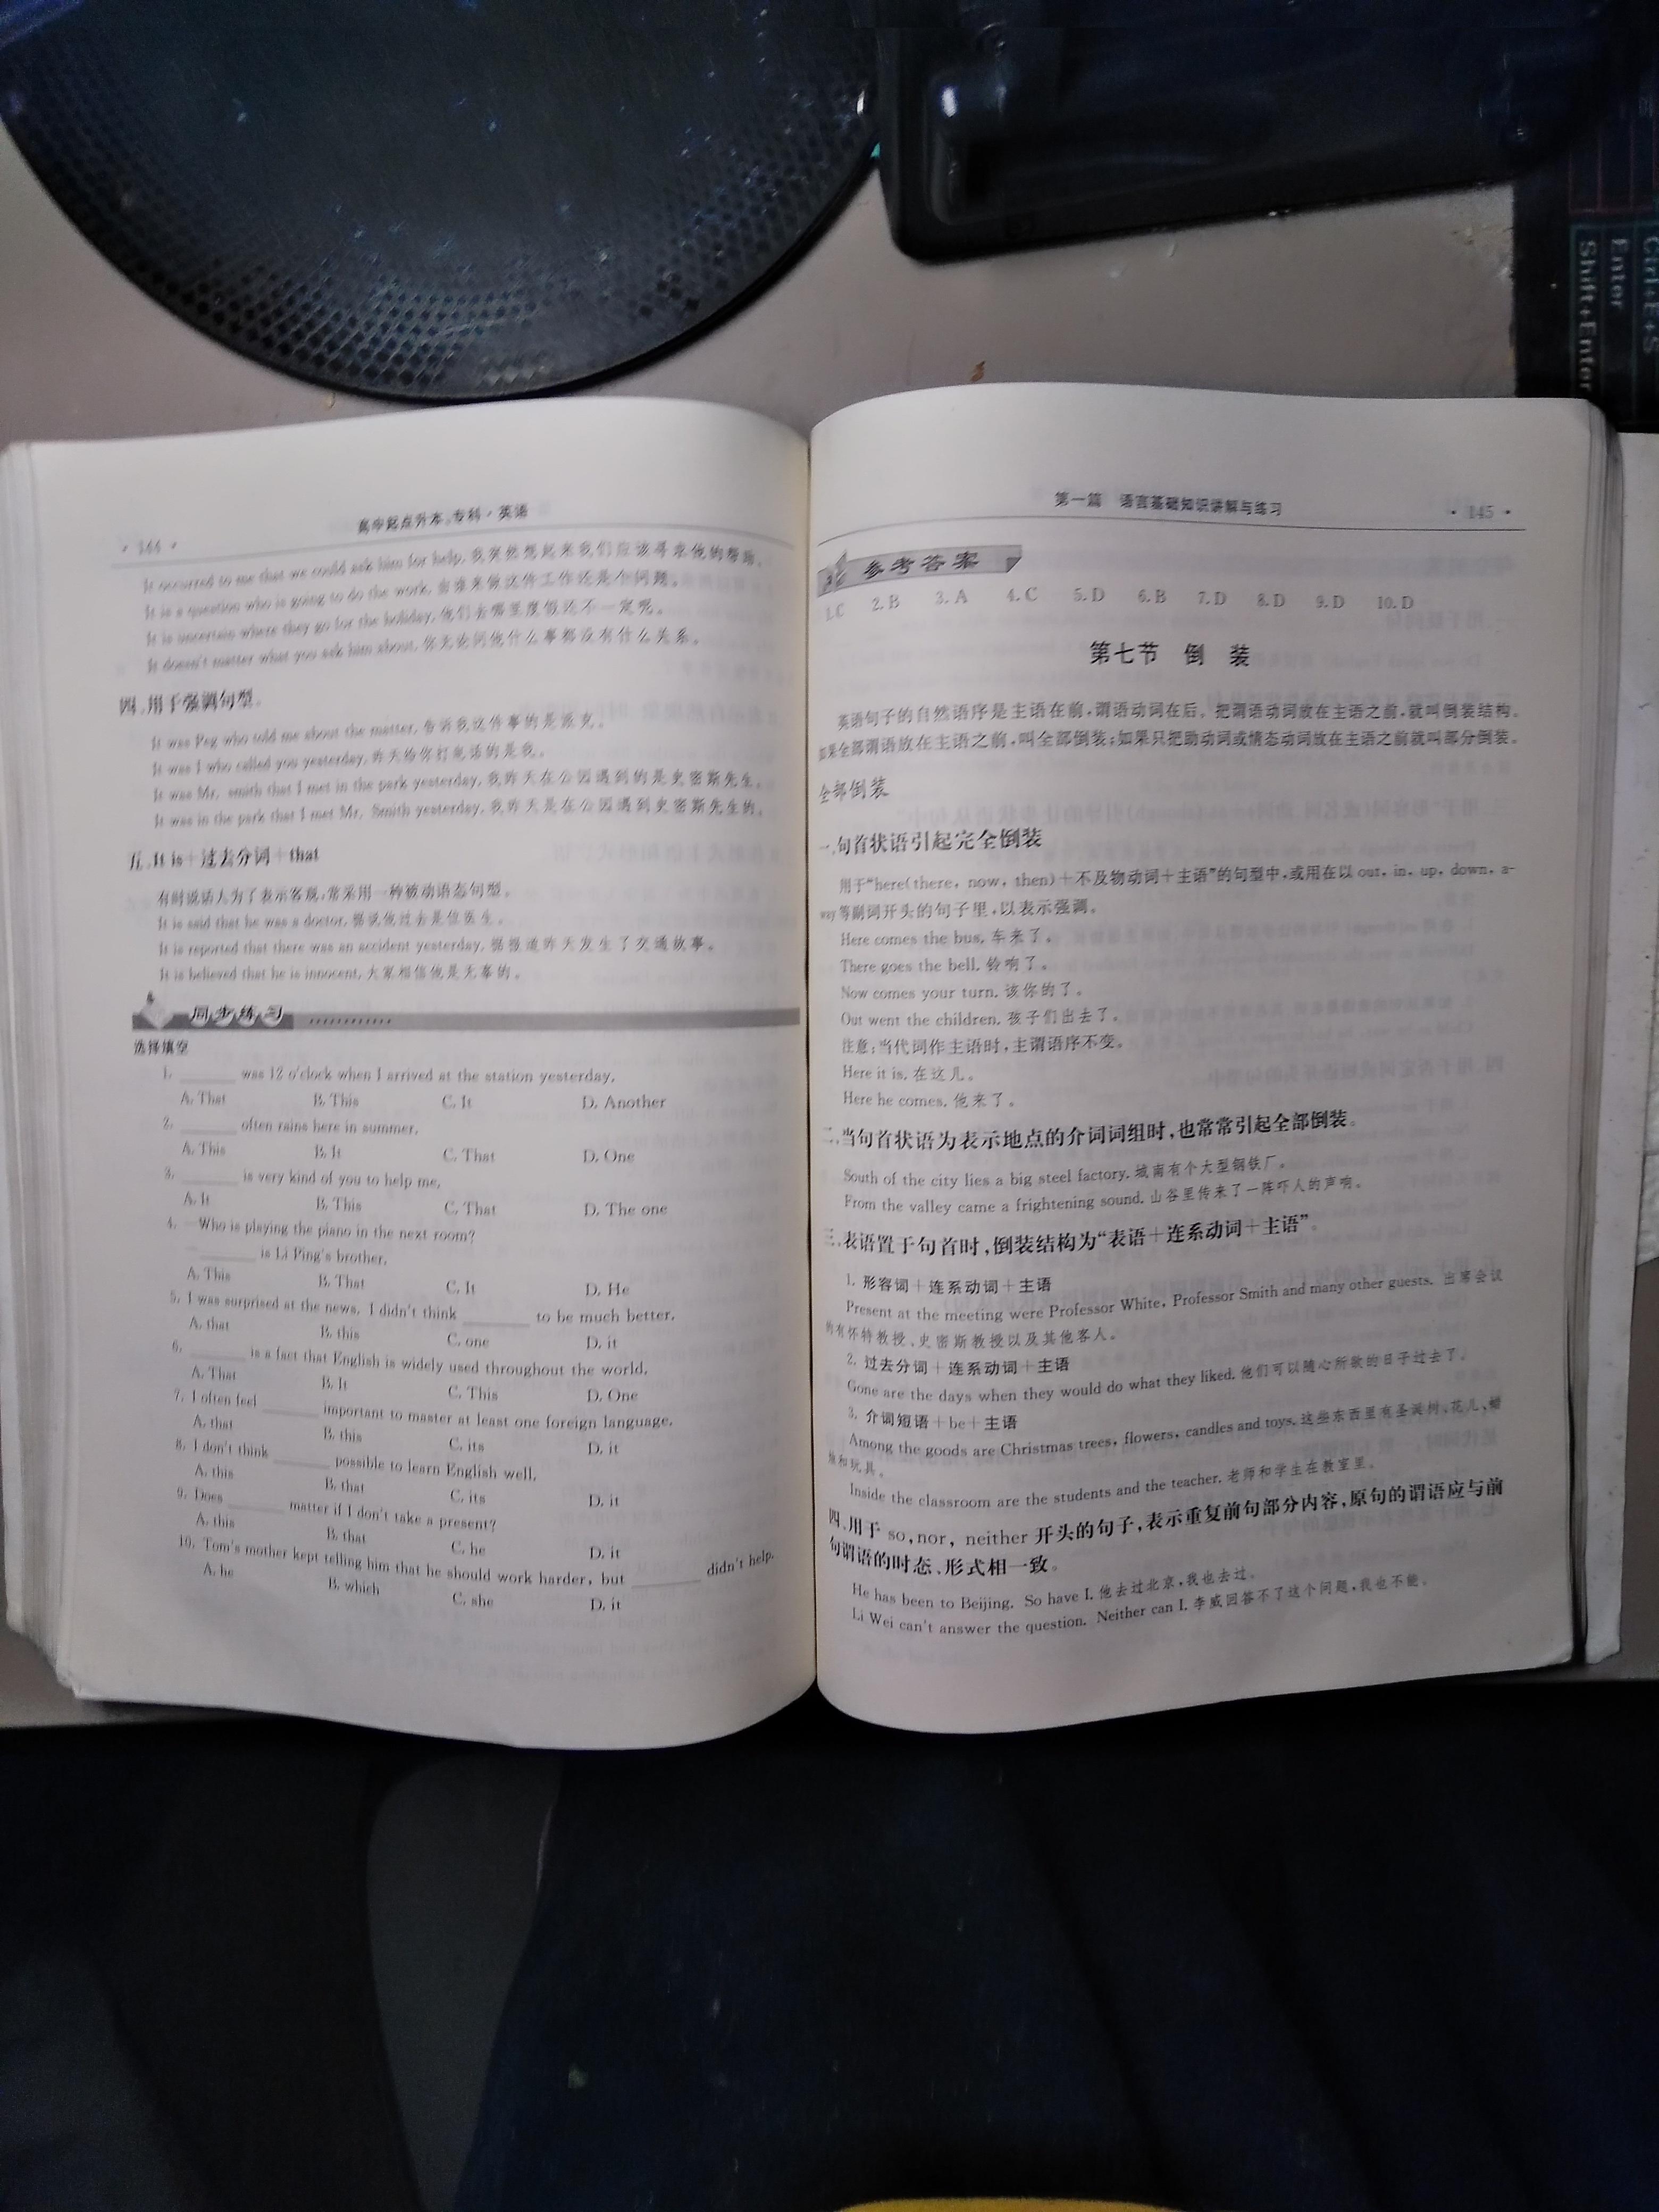 高中起点升本、专科·英语
· 144 ·
It occurred to me that we could ask him for help. 我突然想起来我们应该寻求他的帮助。
It is a question who is going to do the work. 由谁来做这件工作还是个问题。
It is uncertain where they go for the holiday. 他们去哪里度假还不一定呢。
It doesn't matter what you ask him about. 你无论问他什么事都没有什么关系。
四、用于强调句型。
It was Peg who told me about the matter. 告诉我这件事的是派克。
It was I who called you yesterday. 昨天给你打电话的是我。
It was Mr. smith that I met in the park yesterday. 我昨天在公园遇到的是史密斯先生。
It was in the park that I met Mr. Smith yesterday. 我昨天是在公园遇到史密斯先生的。
五、It is+过去分词+that
有时说话人为了表示客观,常采用一种被动语态句型。
It is said that he was a doctor. 据说他过去是位医生。
It is reported that there was an accident yesterday. 据报道昨天发生了交通故事。
It is believed that he is innocent. 大家相信他是无辜的。
同步练习 ............
选择填空
1. ______ was 12 o'clock when I arrived at the station yesterday.
A. That B. This C. It D. Another
2. ______ often rains here in summer.
A. This B. It C. That D. One
3. ______ is very kind of you to help me.
A. It B. This C. That D. The one
4. —Who is playing the piano in the next room?
______ is Li Ping's brother.
A. This B. That C. It D. He
5. I was surprised at the news. I didn't think ______ to be much better.
A. that B. this C. one D. it
6. ______ is a fact that English is widely used throughout the world.
A. That B. It C. This D. One
7. I often feel ______ important to master at least one foreign language.
A. that B. this C. its D. it
8. I don't think ______ possible to learn English well.
A. this B. that C. its D. it
9. Does ______ matter if I don't take a present?
A. this B. that C. he D. it
10. Tom's mother kept telling him that he should work harder, but ______ didn't help.
A. he B. which C. she D. it
第一篇 语言基础知识讲解与练习
· 145 ·
参考答案
1. C 2. B 3. A 4. C 5. D 6. B 7. D 8. D 9. D 10. D
第七节 倒 装
英语句子的自然语序是主语在前,谓语动词在后。把谓语动词放在主语之前,就叫倒装结构。
如果全部谓语放在主语之前,叫全部倒装;如果只把助动词或情态动词放在主语之前就叫部分倒装。
全部倒装
一、句首状语引起完全倒装
用于“here(there, now, then)+不及物动词+主语”的句型中,或用在以 out, in, up, down, a-
way等副词开头的句子里,以表示强调。
Here comes the bus. 车来了。
There goes the bell. 铃响了。
Now comes your turn. 该你的了。
Out went the children. 孩子们出去了。
注意:当代词作主语时,主谓语序不变。
Here it is. 在这儿。
Here he comes. 他来了。
二、当句首状语为表示地点的介词词组时,也常常引起全部倒装。
South of the city lies a big steel factory. 城南有个大型钢铁厂。
From the valley came a frightening sound. 山谷里传来了一阵吓人的声响。
三、表语置于句首时,倒装结构为“表语+连系动词+主语”。
1. 形容词+连系动词+主语
Present at the meeting were Professor White, Professor Smith and many other guests. 出席会议
的有怀特教授、史密斯教授以及其他客人。
2. 过去分词+连系动词+主语
Gone are the days when they would do what they liked. 他们可以随心所欲的日子过去了。
3. 介词短语+be+主语
Among the goods are Christmas trees, flowers, candles and toys. 这些东西里有圣诞树、花儿、蜡
烛和玩具。
Inside the classroom are the students and the teacher. 老师和学生在教室里。
四、用于 so, nor, neither 开头的句子,表示重复前句部分内容,原句的谓语应与前
句谓语的时态、形式相一致。
He has been to Beijing. So have I. 他去过北京,我也去过。
Li Wei can't answer the question. Neither can I. 李威回答不了这个问题,我也不能。
Ctrl+E+S
Enter
Shift+Enter